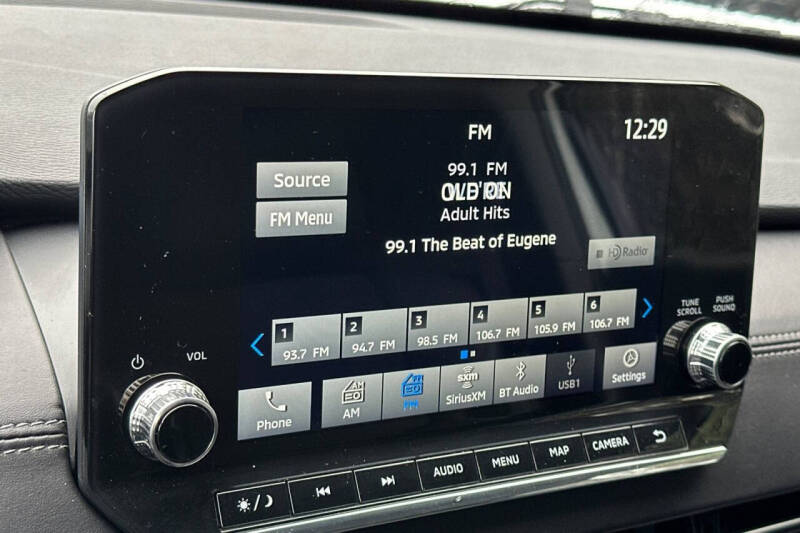 FM
12:29
99.1 FM
Source
Adult Hits
FM Menu
99.1 The Beat of Eugene
HD Radio
TUNE SCROLL
PUSH SOUND
1 93.7 FM
2 94.7 FM
3 98.5 FM
4 106.7 FM
5 105.9 FM
6 106.7 FM
VOL
Phone
AM
AM
FM
FM
sxm
SiriusXM
BT Audio
USB1
Settings
AUDIO
MENU
MAP
CAMERA